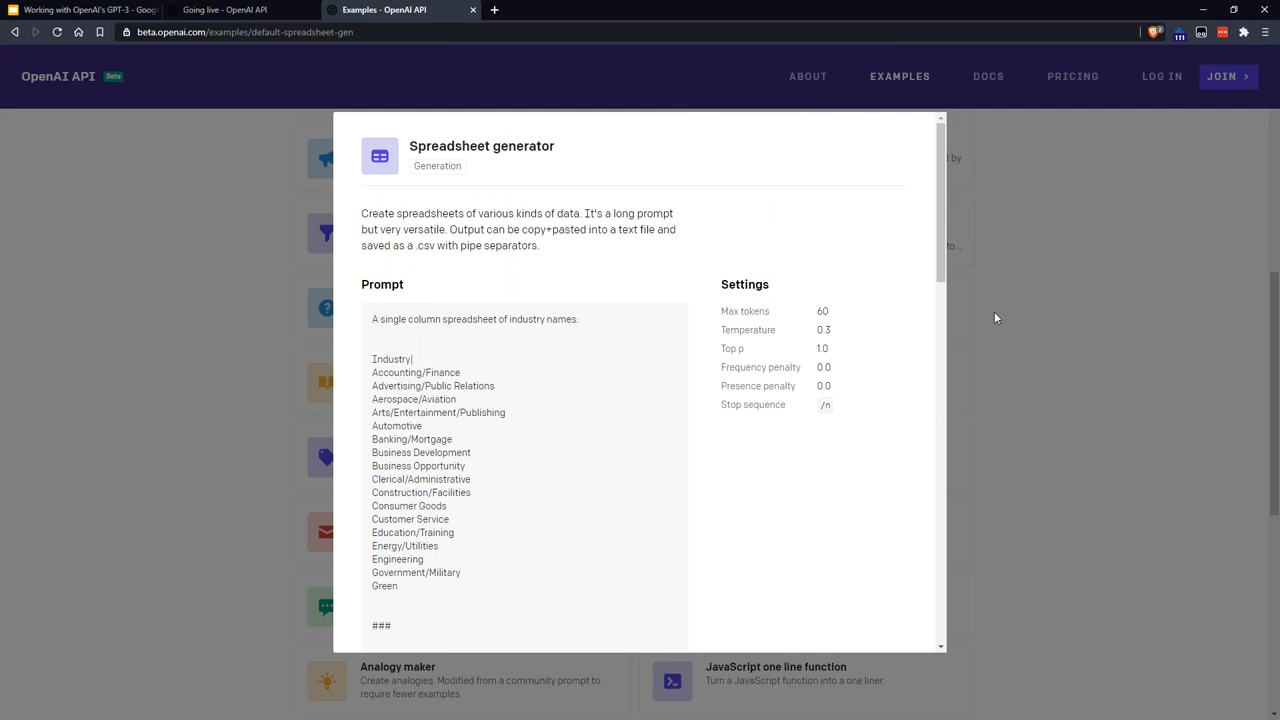 Working with OpenAI's GPT-3 - Goog
Going live - OpenAI API
Examples - OpenAI API
beta.openai.com/examples/default-spreadsheet-gen
2
111
OpenAI API Beta
ABOUT
EXAMPLES
DOCS
PRICING
LOG IN
JOIN >
Spreadsheet generator
Generation
d by
Create spreadsheets of various kinds of data. It's a long prompt
but very versatile. Output can be copy+pasted into a text file and
saved as a .csv with pipe separators.
to...
Prompt
A single column spreadsheet of industry names:
Industry|
Accounting/Finance
Advertising/Public Relations
Aerospace/Aviation
Arts/Entertainment/Publishing
Automotive
Banking/Mortgage
Business Development
Business Opportunity
Clerical/Administrative
Construction/Facilities
Consumer Goods
Customer Service
Education/Training
Energy/Utilities
Engineering
Government/Military
Green
###
Settings
Max tokens 60
Temperature 0.3
Top p 1.0
Frequency penalty 0.0
Presence penalty 0.0
Stop sequence /n
Analogy maker
Create analogies. Modified from a community prompt to
require fewer examples.
JavaScript one line function
Turn a JavaScript function into a one liner.